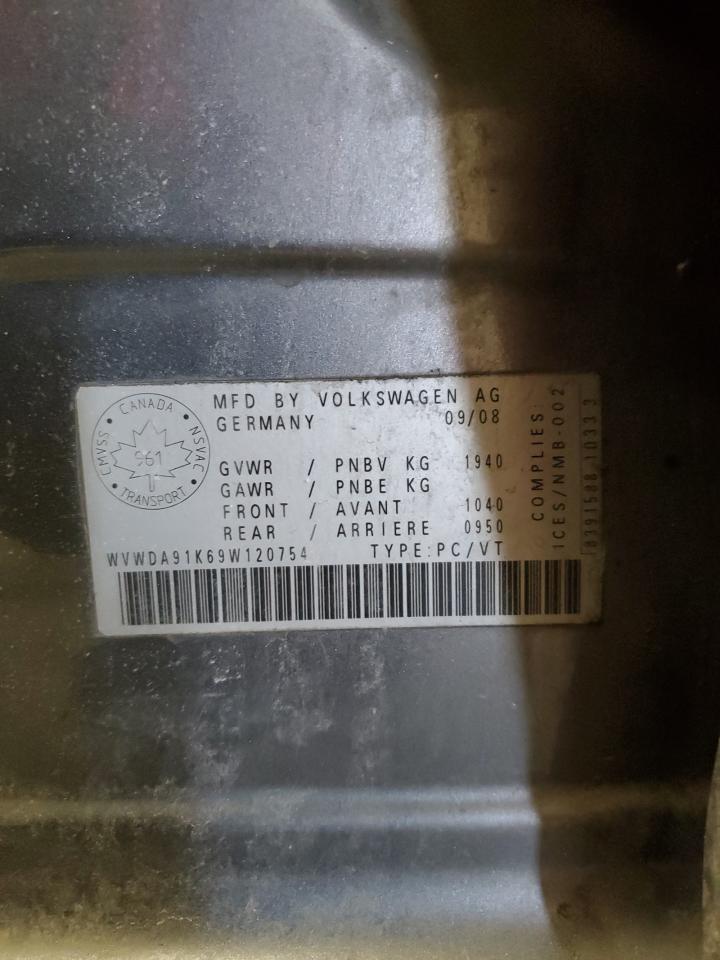 CANADA
CMVSS
NSVAC
961
TRANSPORT
MFD BY VOLKSWAGEN AG
GERMANY 09/08
GVWR / PNBV KG 1940
GAWR / PNBE KG
FRONT / AVANT 1040
REAR / ARRIERE 0950
WVWDA91K69W120754 TYPE:PC/VT
COMPLIES:
1CES/NMB-002